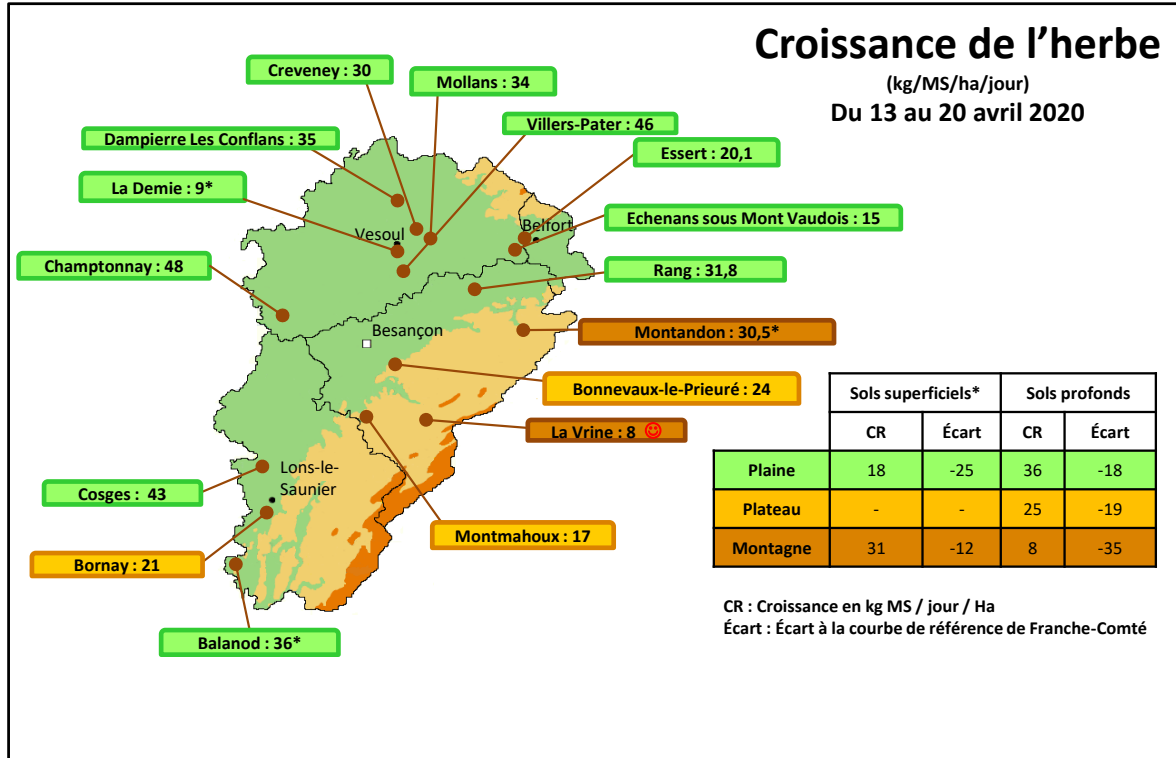 Croissance de l’herbe
(kg/MS/ha/jour)
Du 13 au 20 avril 2020
Creveney : 30
Mollans : 34
Villers-Pater : 46
Dampierre Les Conflans : 35
Essert : 20,1
La Demie : 9*
Echenans sous Mont Vaudois : 15
Vesoul
Belfort
Champtonnay : 48
Rang : 31,8
Besançon
Montandon : 30,5*
Bonnevaux-le-Prieuré : 24
La Vrine : 8
Lons-le-
Saunier
Cosges : 43
Montmahoux : 17
Bornay : 21
Balanod : 36*
Sols superficiels* Sols profonds
CR Écart CR Écart
Plaine 18 -25 36 -18
Plateau - - 25 -19
Montagne 31 -12 8 -35
CR : Croissance en kg MS / jour / Ha
Écart : Écart à la courbe de référence de Franche-Comté